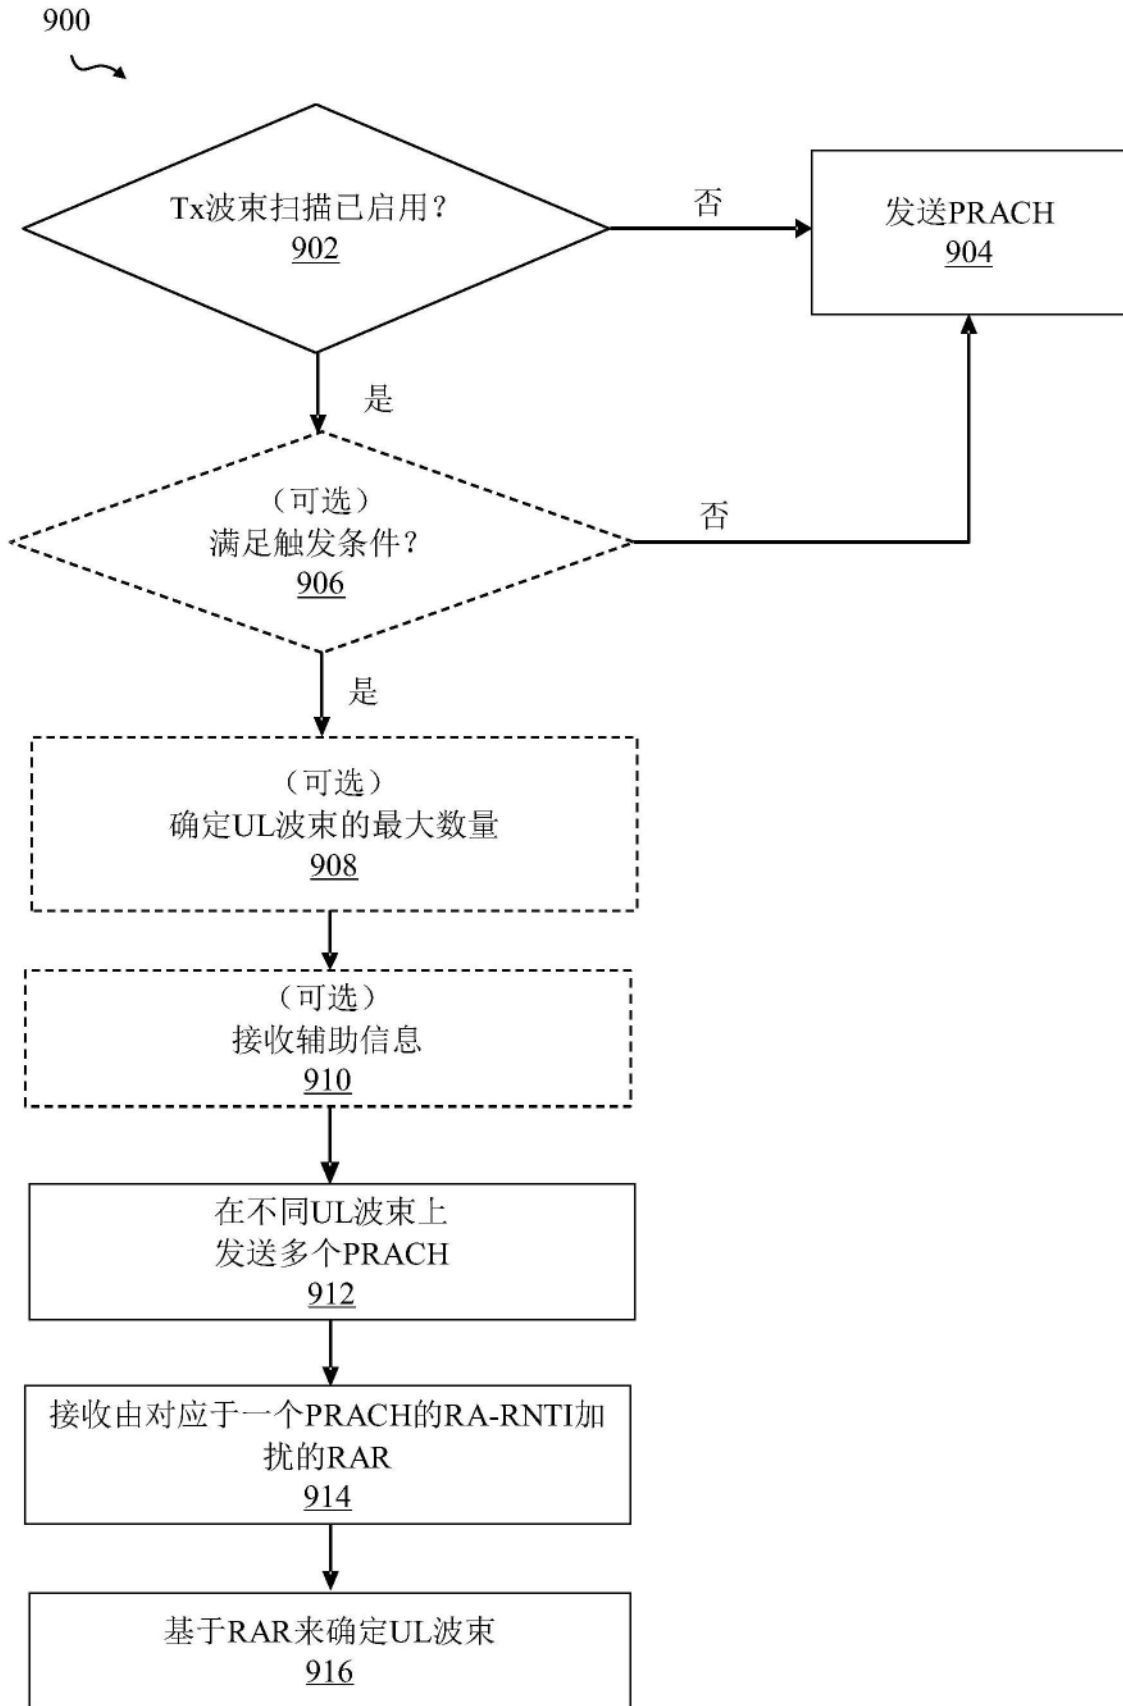 900
Tx波束扫描已启用？
902
否
发送PRACH
904
是
（可选）
满足触发条件？
906
否
是
（可选）
确定UL波束的最大数量
908
（可选）
接收辅助信息
910
在不同UL波束上
发送多个PRACH
912
接收由对应于一个PRACH的RA-RNTI加
扰的RAR
914
基于RAR来确定UL波束
916